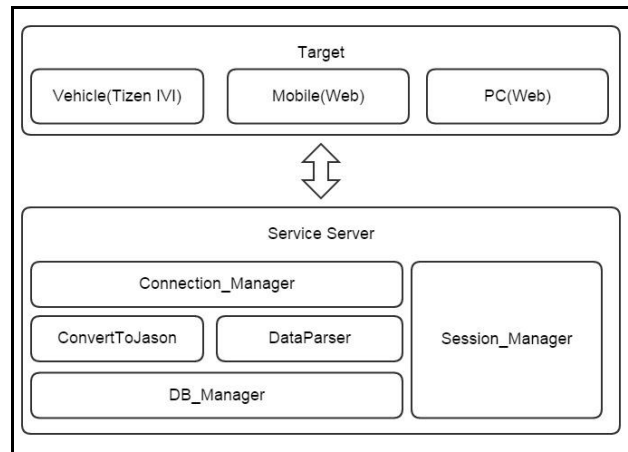 Target
Vehicle(Tizen IVI)
Mobile(Web)
PC(Web)
Service Server
Connection_Manager
ConvertToJason
DataParser
Session_Manager
DB_Manager